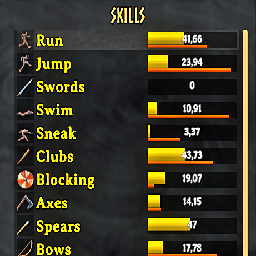 SKILLS
Run 41,66
Jump 23,94
Swords 0
Swim 10,91
Sneak 3,37
Clubs 43,73
Blocking 19,07
Axes 14,15
Spears 47
Bows 17,78